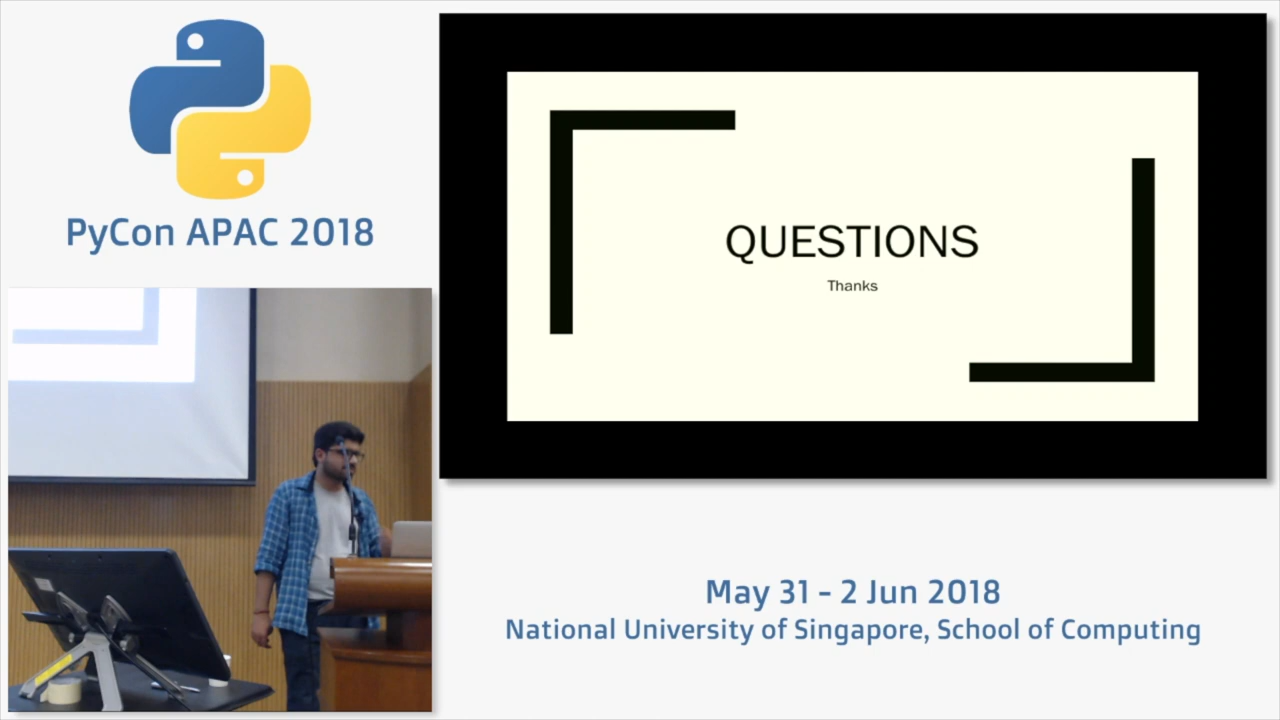 PyCon APAC 2018
QUESTIONS
Thanks
May 31 - 2 Jun 2018
National University of Singapore, School of Computing